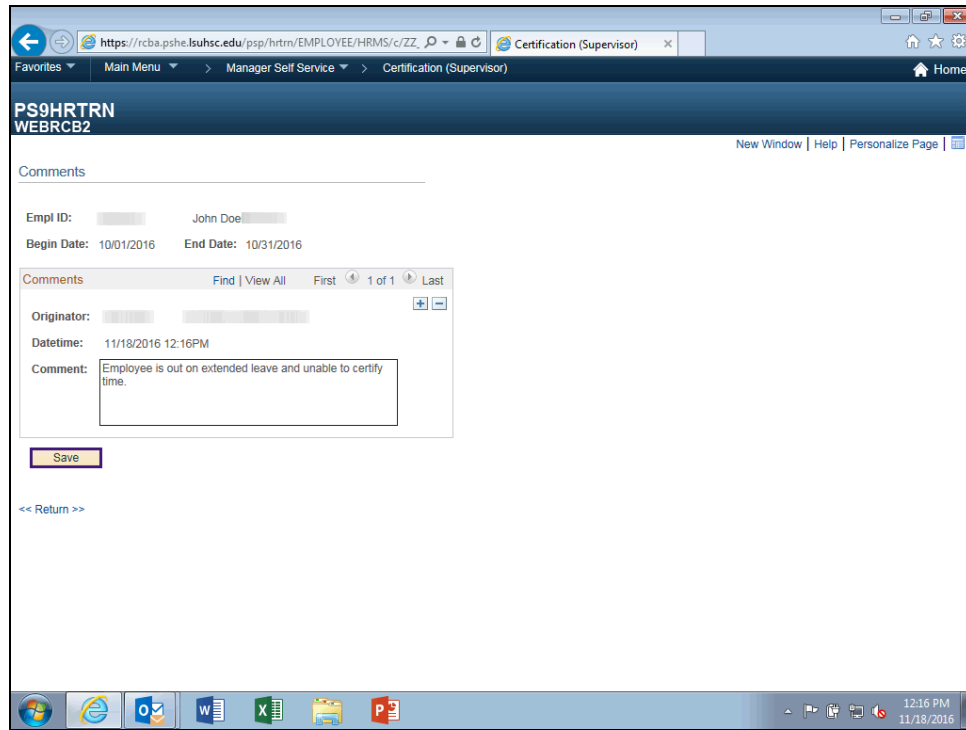 https://rcba.pshe.lsuhsc.edu/psp/hrtrn/EMPLOYEE/HRMS/c/ZZ_
Certification (Supervisor)
Favorites Main Menu > Manager Self Service > Certification (Supervisor) Home
PS9HRTRN
WEBRCB2
New Window | Help | Personalize Page |
Comments
Empl ID: John Doe
Begin Date: 10/01/2016 End Date: 10/31/2016
Comments Find | View All First 1 of 1 Last
Originator:
Datetime: 11/18/2016 12:16PM
Comment: Employee is out on extended leave and unable to certify
time.
Save
<< Return >>
12:16 PM
11/18/2016